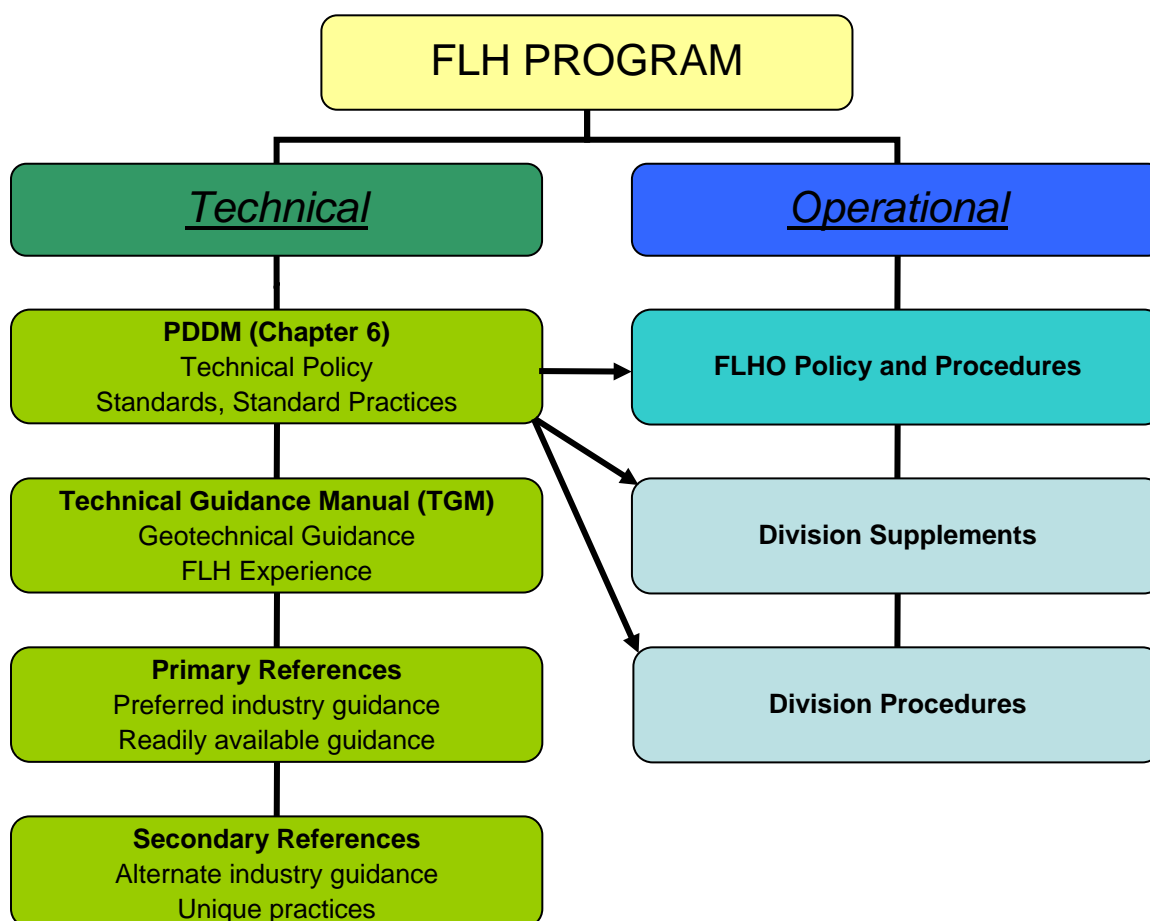 FLH PROGRAM
Technical
Operational
PDDM (Chapter 6)
Technical Policy
Standards, Standard Practices
FLHO Policy and Procedures
Technical Guidance Manual (TGM)
Geotechnical Guidance
FLH Experience
Division Supplements
Primary References
Preferred industry guidance
Readily available guidance
Division Procedures
Secondary References
Alternate industry guidance
Unique practices